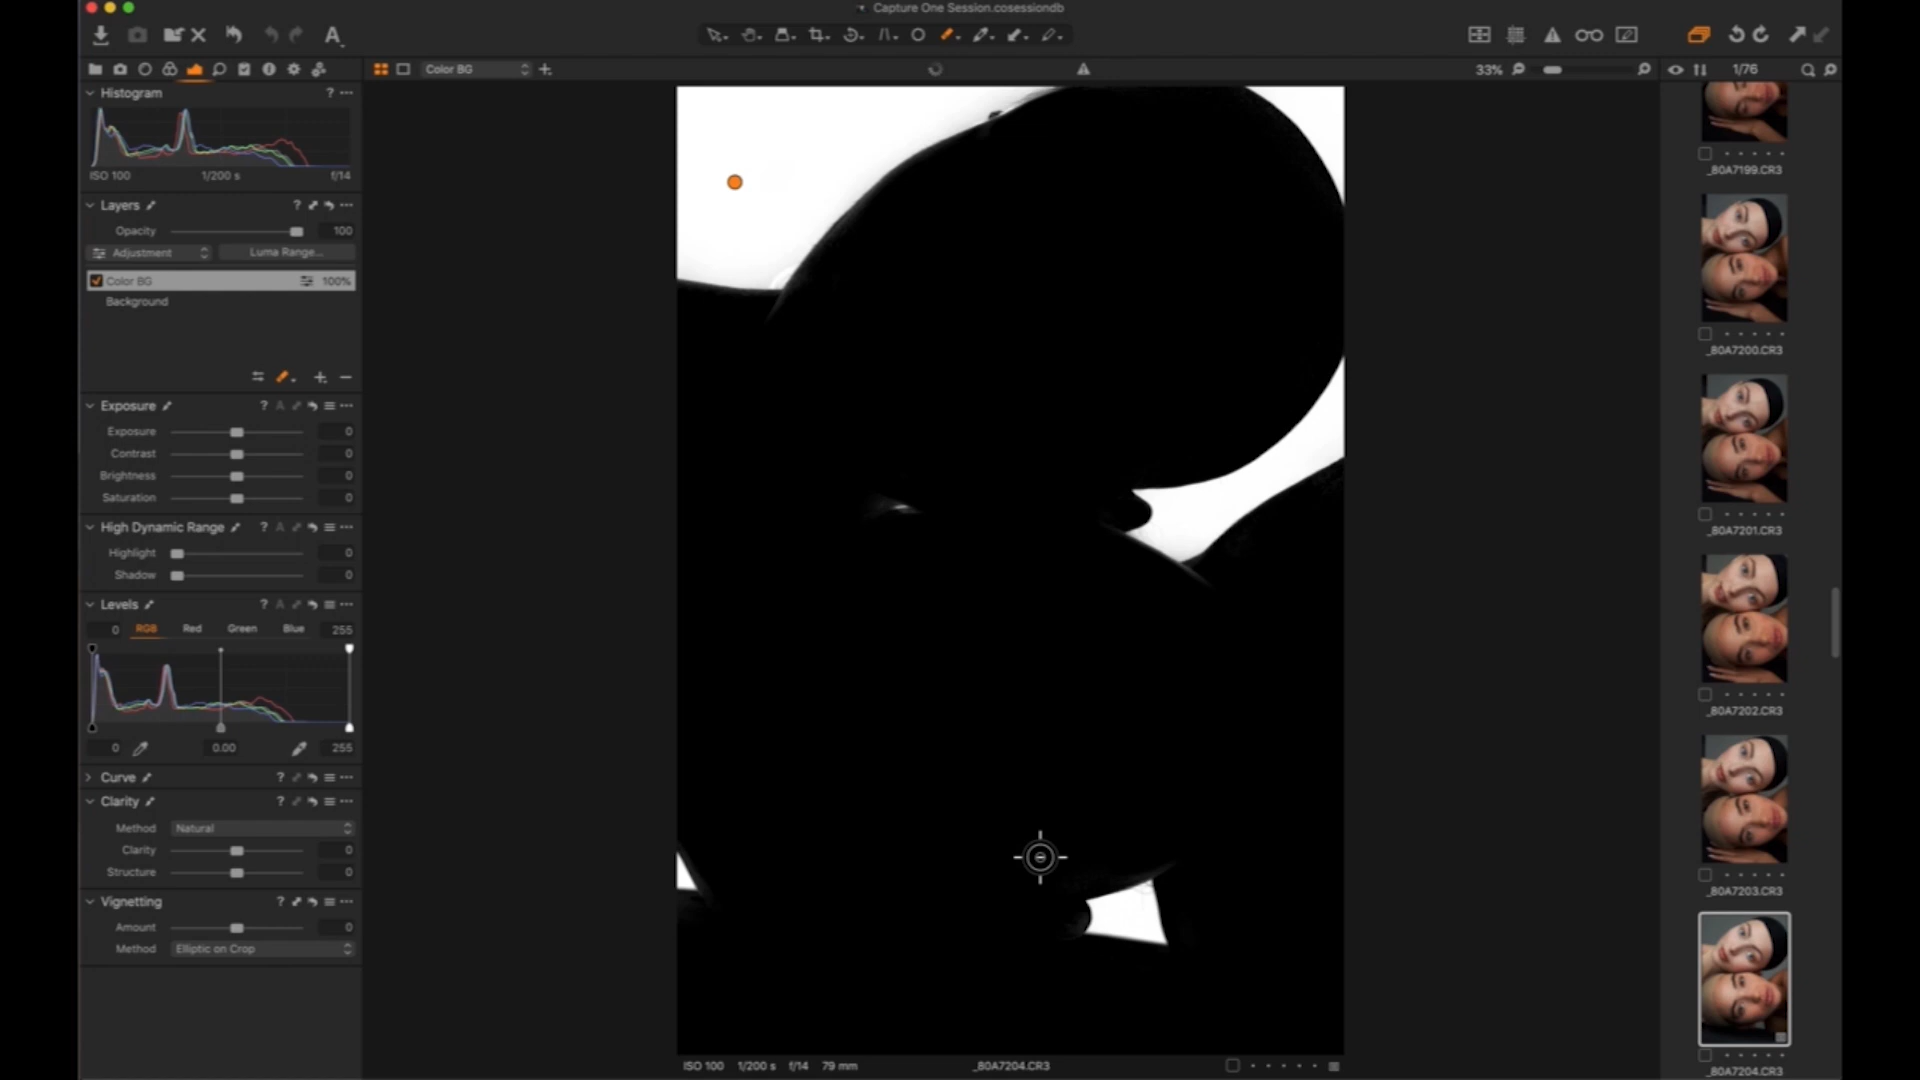 Capture One Session.cosessiondb
Color BG
33%
1/76
Histogram
ISO 100 1/200 s f/14
Layers
Opacity 100
Adjustment Luma Range...
Color BG 100%
Background
Exposure
Exposure 0
Contrast 0
Brightness 0
Saturation 0
High Dynamic Range
Highlight 0
Shadow 0
Levels
0 RGB Red Green Blue 255
0 0.00 255
Curve
Clarity
Method Natural
Clarity 0
Structure 0
Vignetting
Amount 0
Method Elliptic on Crop
ISO 100 1/200 s f/14 79 mm _80A7204.CR3
_80A7199.CR3
_80A7200.CR3
_80A7201.CR3
_80A7202.CR3
_80A7203.CR3
_80A7204.CR3